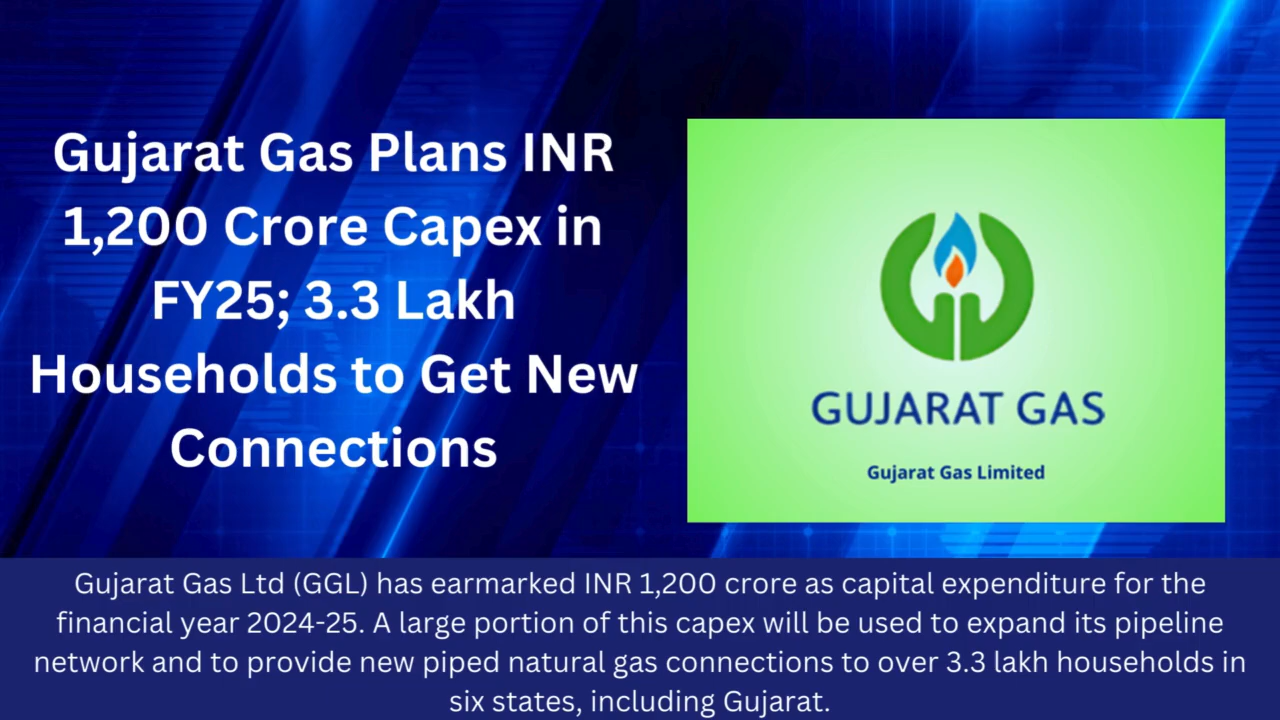 Gujarat Gas Plans INR
1,200 Crore Capex in
FY25; 3.3 Lakh
Households to Get New
Connections
GUJARAT GAS
Gujarat Gas Limited
Gujarat Gas Ltd (GGL) has earmarked INR 1,200 crore as capital expenditure for the
financial year 2024-25. A large portion of this capex will be used to expand its pipeline
network and to provide new piped natural gas connections to over 3.3 lakh households in
six states, including Gujarat.